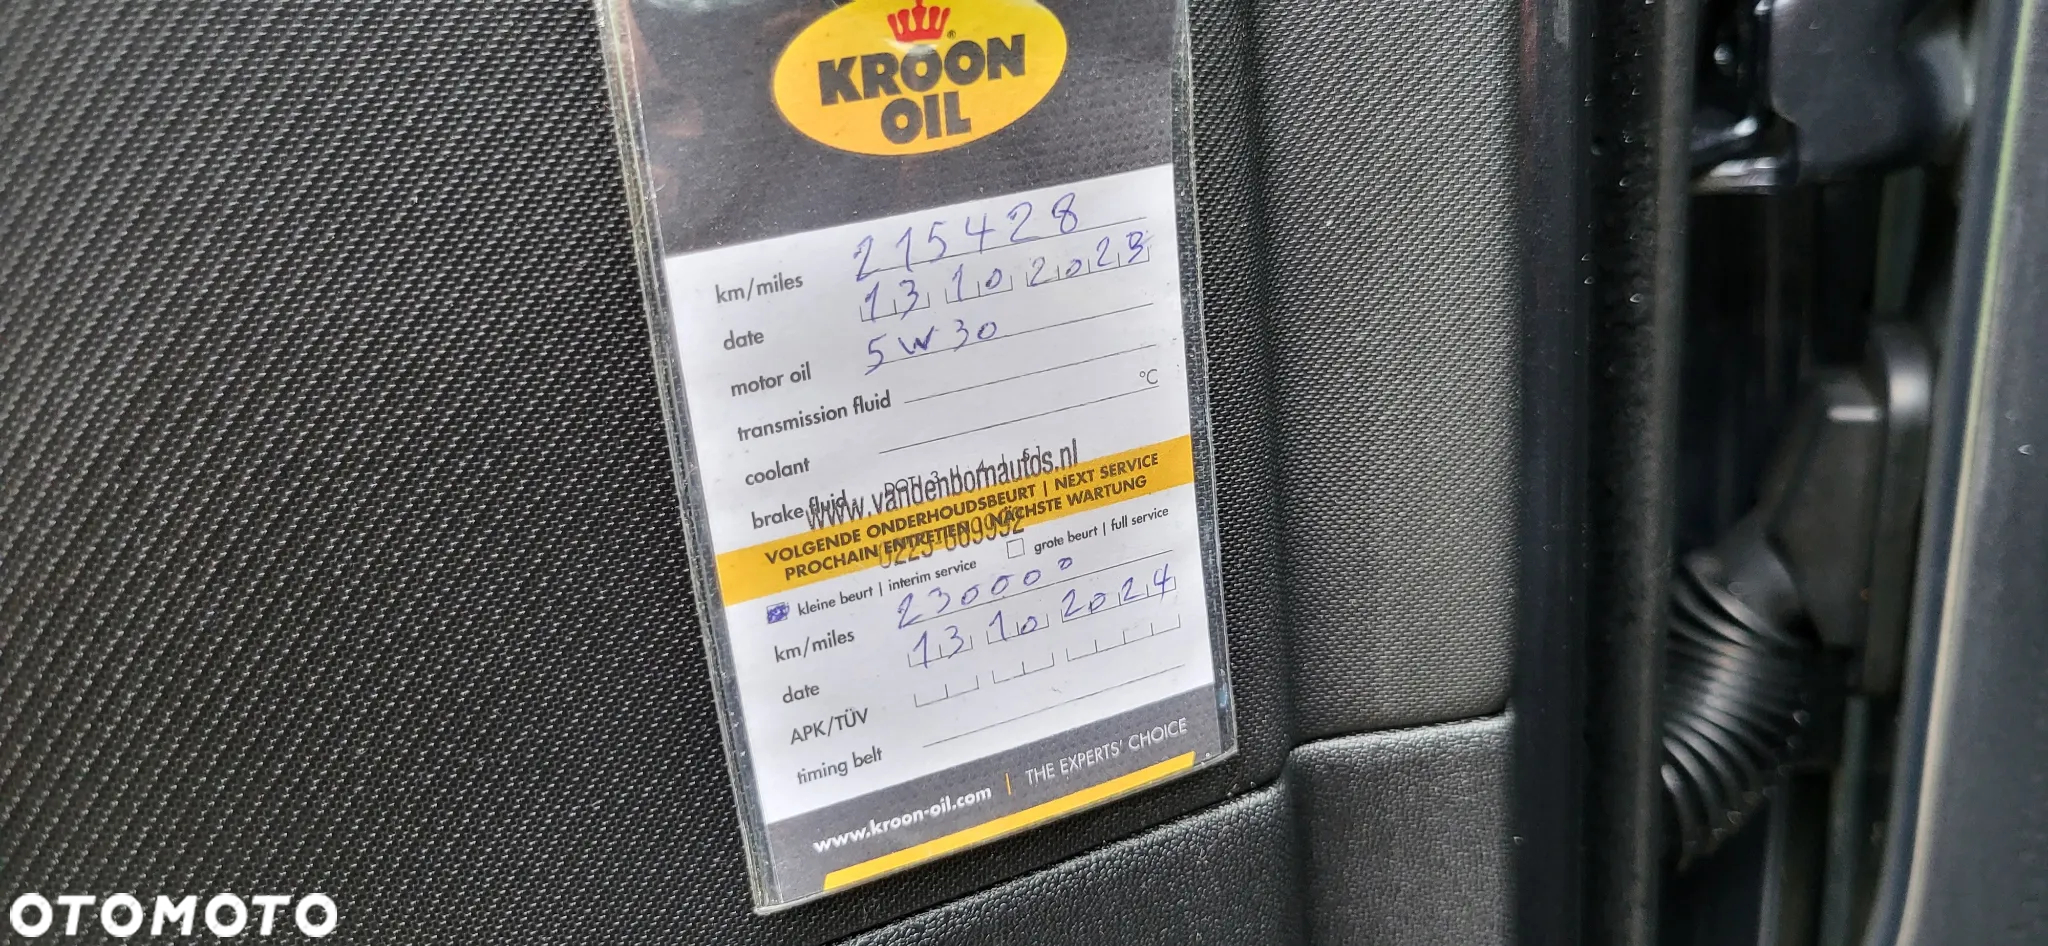 KROON
OIL
km/miles 215428
date 13 10 2023
motor oil 5W30
transmission fluid
coolant °C
brake fluid DOT
www.vandenbornautos.nl
VOLGENDE ONDERHOUDSBEURT | NEXT SERVICE
PROCHAIN ENTRETIEN | NÄCHSTE WARTUNG
kleine beurt | interim service grote beurt | full service
km/miles 230000
date 13 10 2024
APK/TÜV
timing belt
www.kroon-oil.com | THE EXPERTS' CHOICE
OTOMOTO